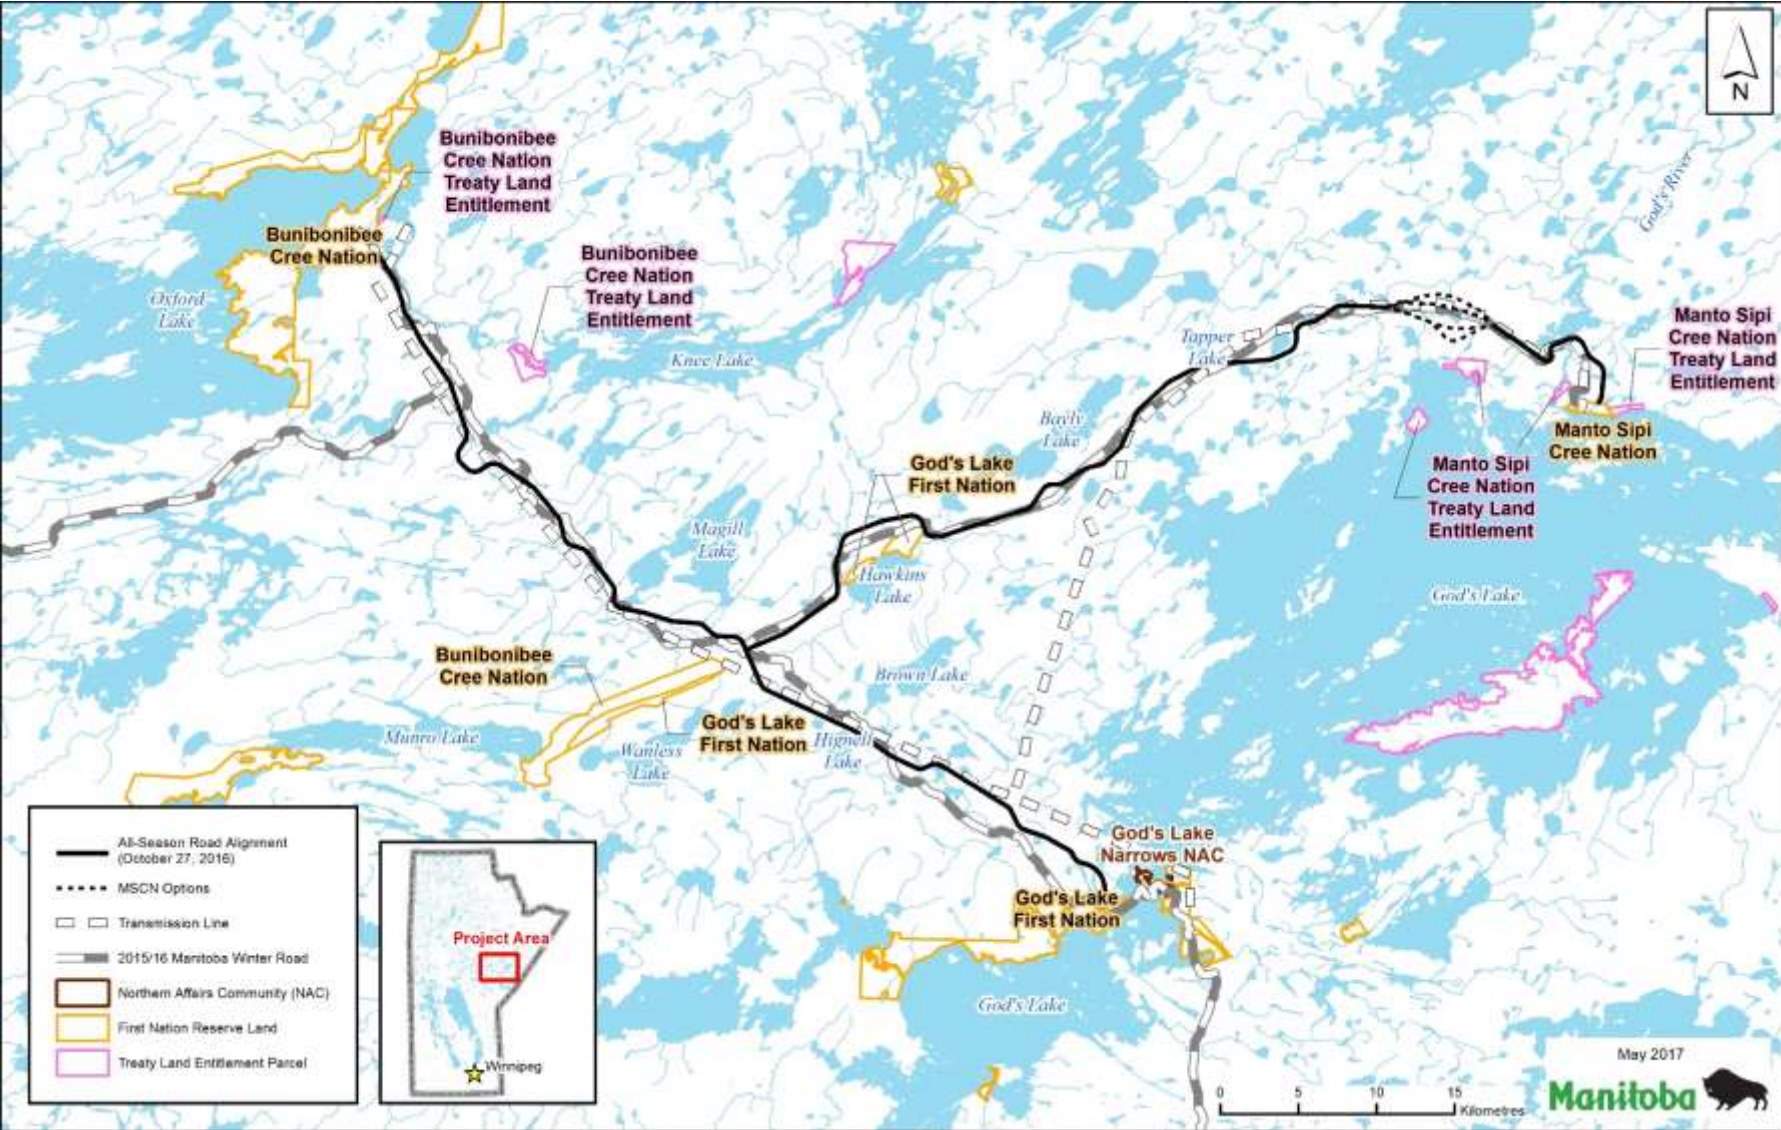 N
God's River
Bunibonibee
Cree Nation
Treaty Land
Entitlement
Bunibonibee
Cree Nation
Oxford
Lake
Bunibonibee
Cree Nation
Treaty Land
Entitlement
Knee Lake
Tapper
Lake
Manto Sipi
Cree Nation
Treaty Land
Entitlement
Bayly
Lake
Manto Sipi
Cree Nation
God's Lake
First Nation
Manto Sipi
Cree Nation
Treaty Land
Entitlement
Magill
Lake
Hawkins
Lake
God's Lake
Bunibonibee
Cree Nation
Brown Lake
God's Lake
First Nation
Munro Lake
Wanless
Lake
Hignell
Lake
God's Lake
Narrows NAC
God's Lake
First Nation
God's Lake
All-Season Road Alignment
(October 27, 2016)
MSCN Options
Transmission Line
2015/16 Manitoba Winter Road
Northern Affairs Community (NAC)
First Nation Reserve Land
Treaty Land Entitlement Parcel
Project Area
Winnipeg
0 5 10 15
Kilometres
May 2017
Manitoba